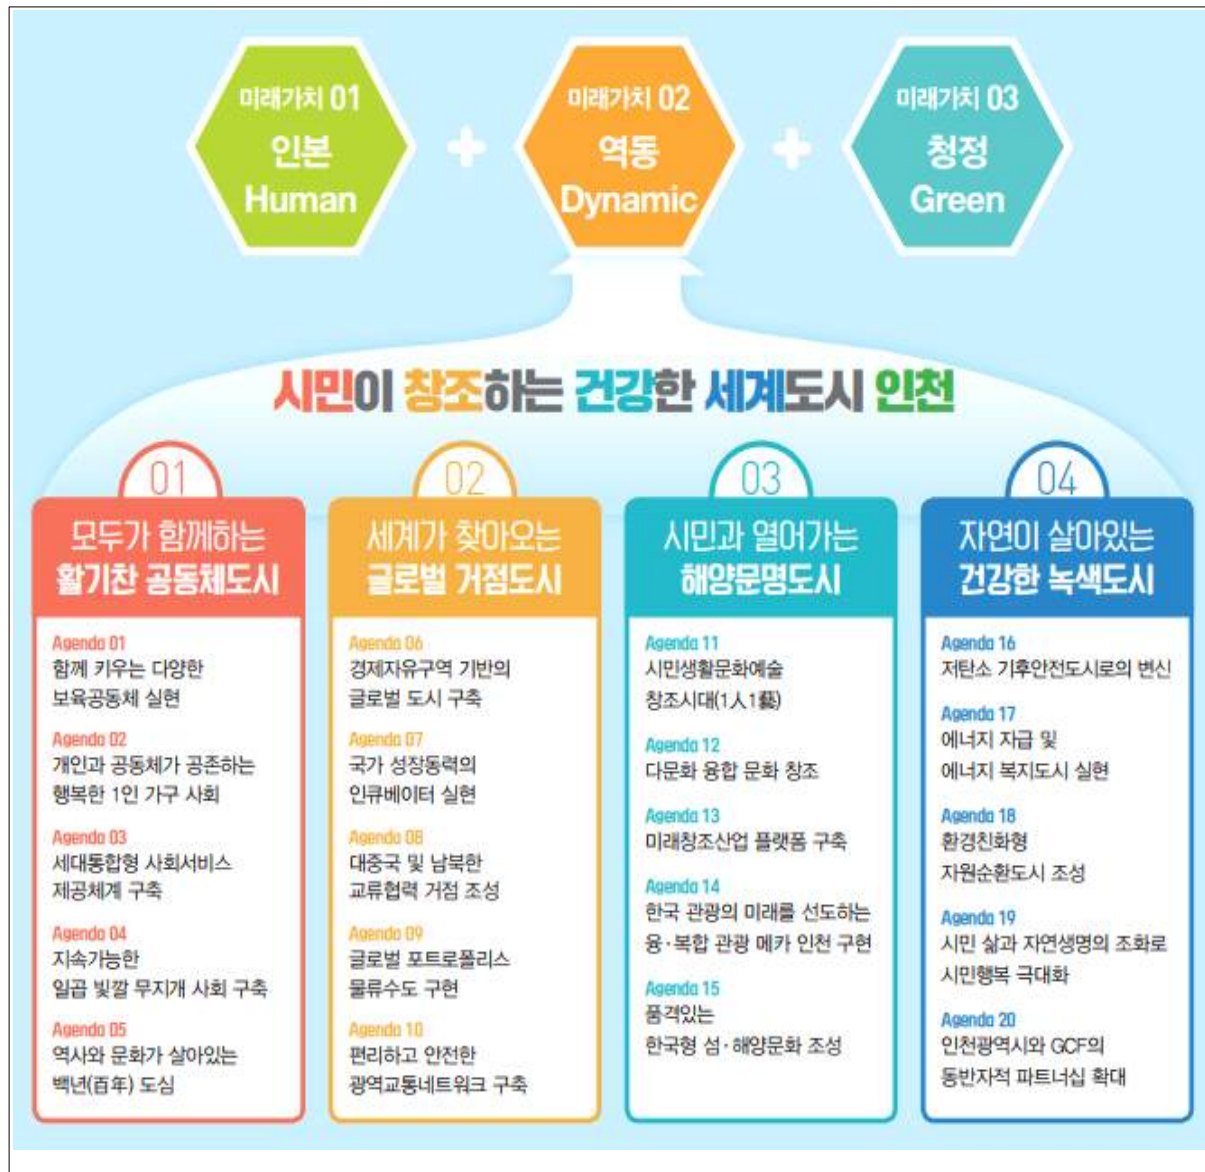 미래가치 01
인본
Human
미래가치 02
역동
Dynamic
미래가치 03
청정
Green
시민이 창조하는 건강한 세계도시 인천
01
모두가 함께하는
활기찬 공동체도시
Agenda 01
함께 키우는 다양한
보육공동체 실현
Agenda 02
개인과 공동체가 공존하는
행복한 1인 가구 사회
Agenda 03
세대통합형 사회서비스
제공체계 구축
Agenda 04
지속가능한
일곱 빛깔 무지개 사회 구축
Agenda 05
역사와 문화가 살아있는
백년(百年) 도심
02
세계가 찾아오는
글로벌 거점도시
Agenda 06
경제자유구역 기반의
글로벌 도시 구축
Agenda 07
국가 성장동력의
인큐베이터 실현
Agenda 08
대중국 및 남북한
교류협력 거점 조성
Agenda 09
글로벌 포트로폴리스
물류수도 구현
Agenda 10
편리하고 안전한
광역교통네트워크 구축
03
시민과 열어가는
해양문명도시
Agenda 11
시민생활문화예술
창조시대(1人1藝)
Agenda 12
다문화 융합 문화 창조
Agenda 13
미래창조산업 플랫폼 구축
Agenda 14
한국 관광의 미래를 선도하는
융·복합 관광 메카 인천 구현
Agenda 15
품격있는
한국형 섬·해양문화 조성
04
자연이 살아있는
건강한 녹색도시
Agenda 16
저탄소 기후안전도시로의 변신
Agenda 17
에너지 자급 및
에너지 복지도시 실현
Agenda 18
환경친화형
자원순환도시 조성
Agenda 19
시민 삶과 자연생명의 조화로
시민행복 극대화
Agenda 20
인천광역시와 GCF의
동반자적 파트너십 확대